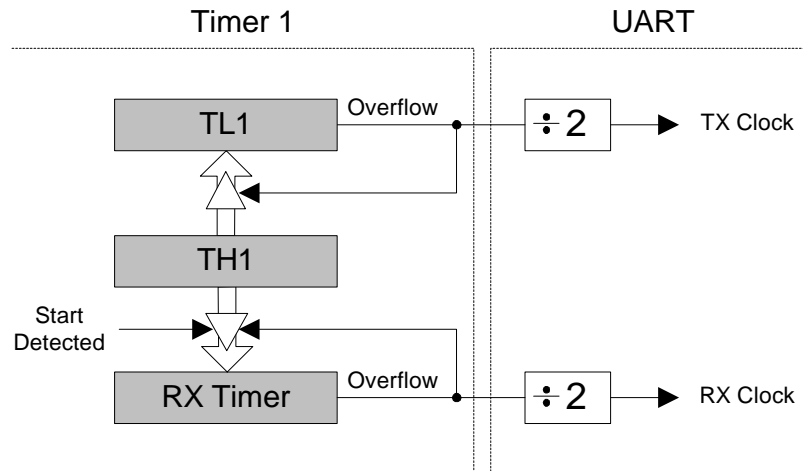 Timer 1
UART
TL1
Overflow
÷ 2
TX Clock
TH1
Start
Detected
RX Timer
Overflow
÷ 2
RX Clock